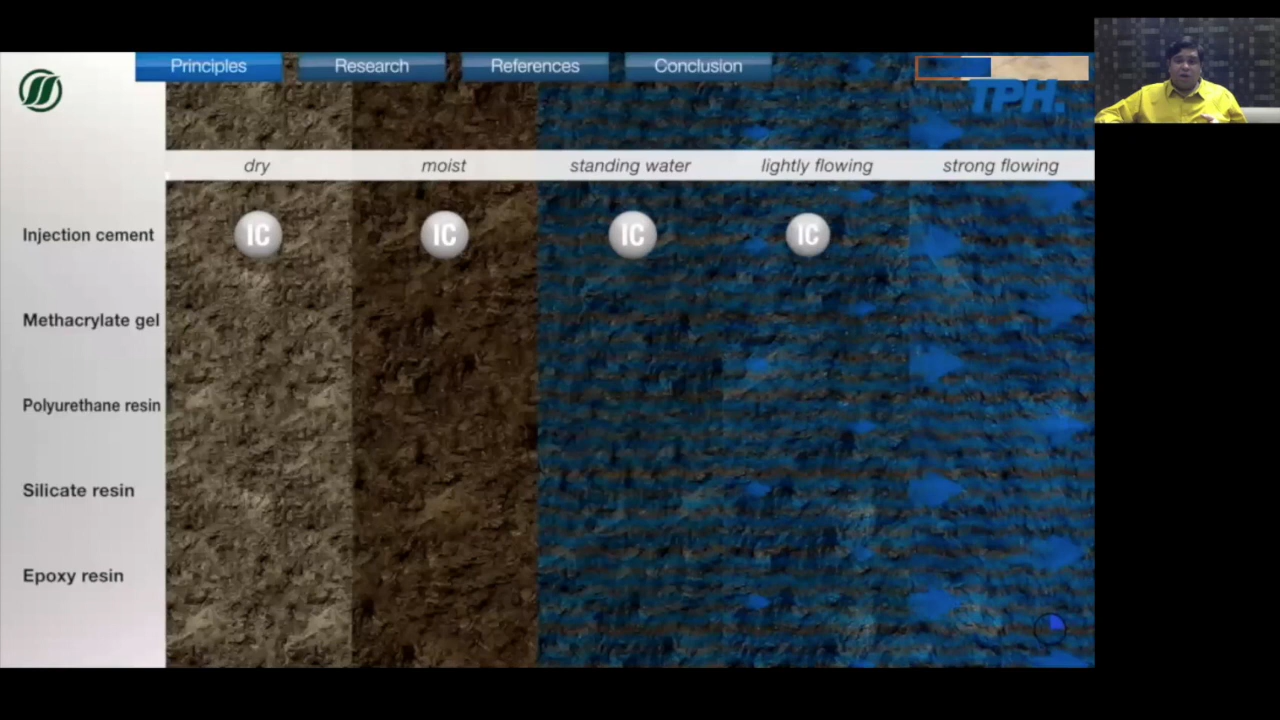 Principles Research References Conclusion
TPH.
dry moist standing water lightly flowing strong flowing
Injection cement IC IC IC IC
Methacrylate gel
Polyurethane resin
Silicate resin
Epoxy resin